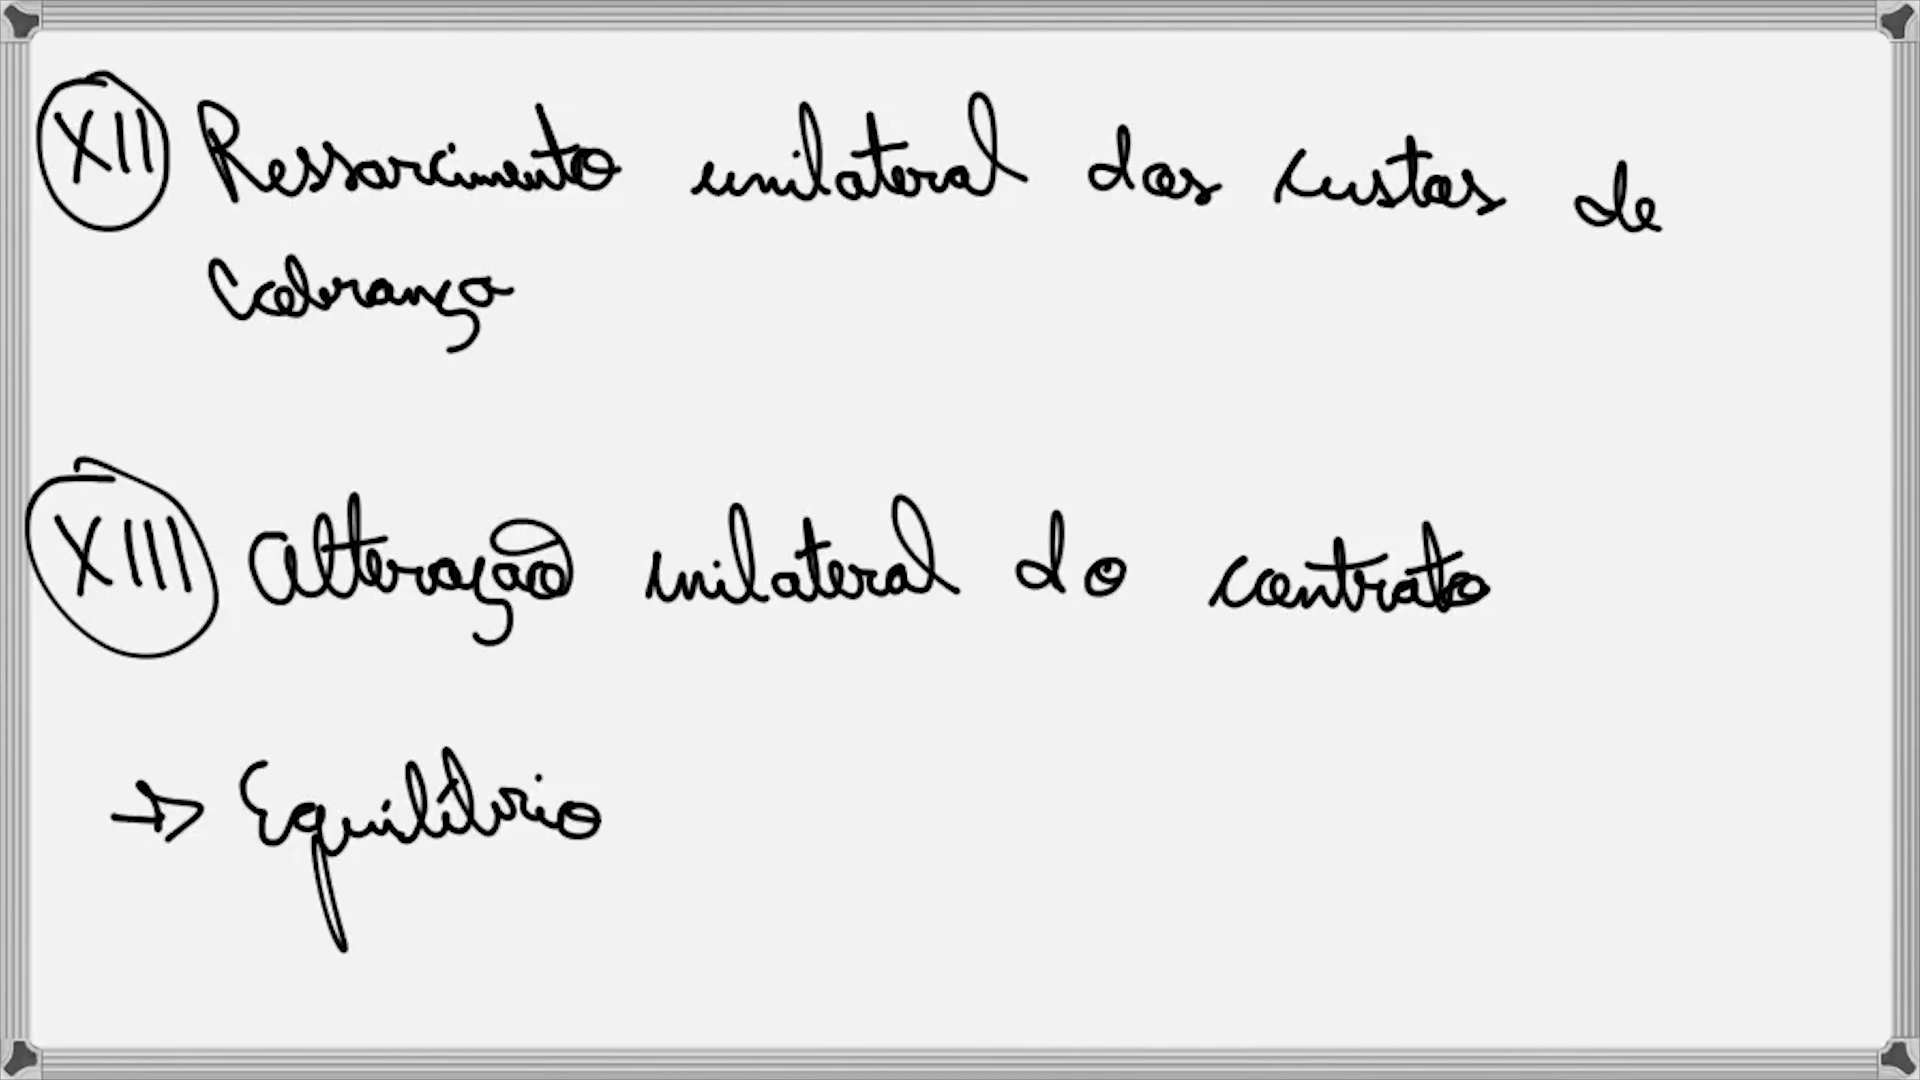 XII Ressarcimento unilateral das custas de
Cobrança
XIII Alteração unilateral do contrato
→ Equilíbrio